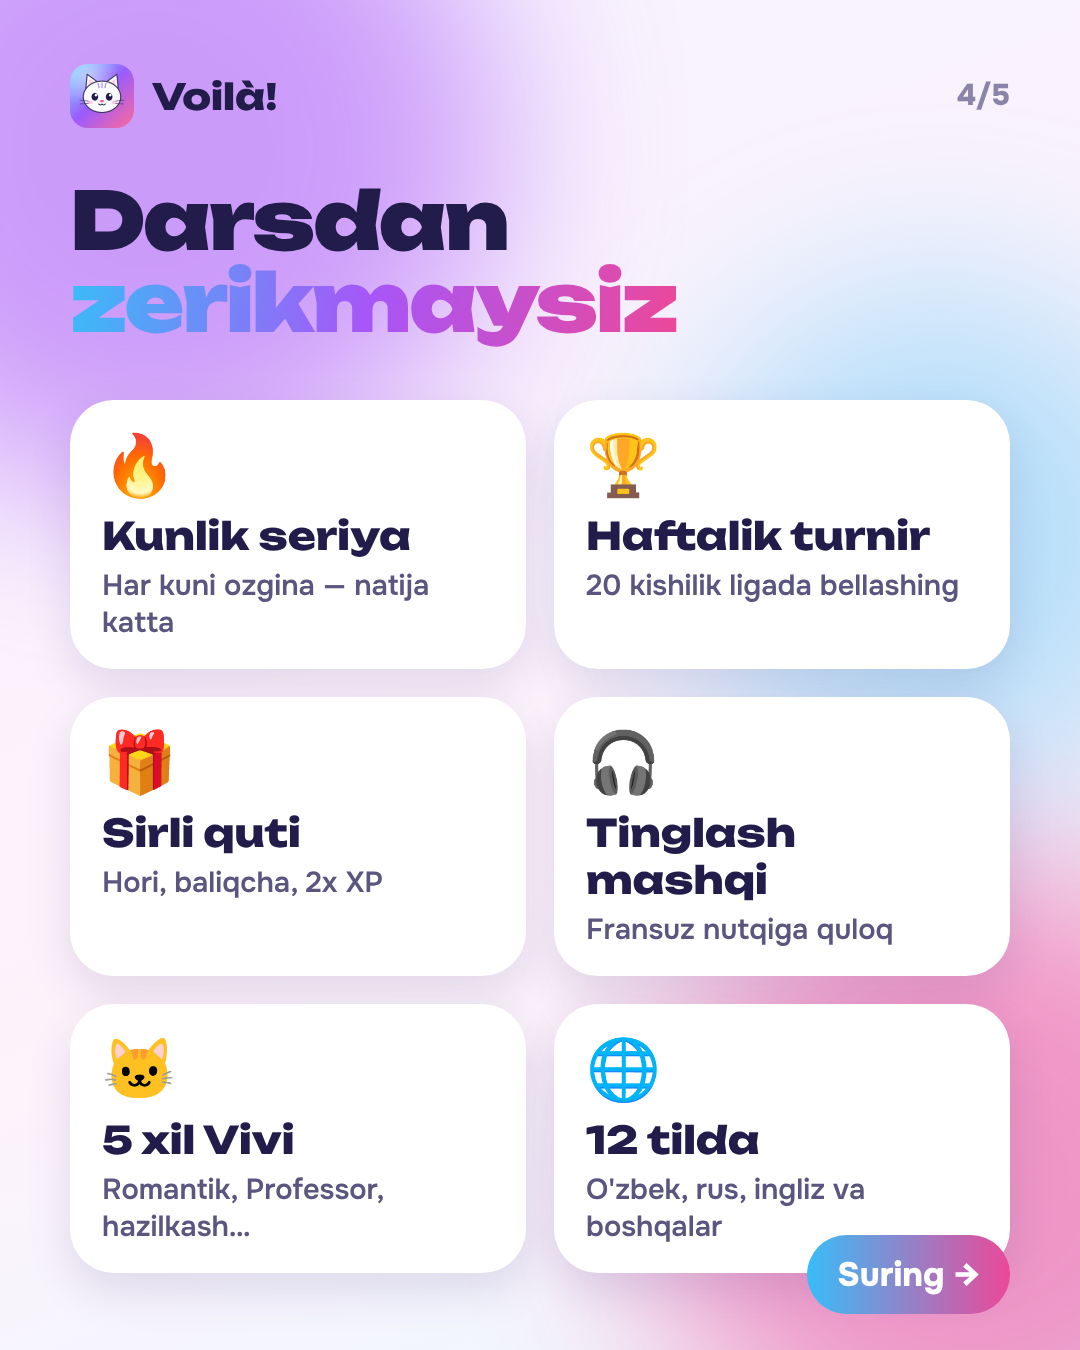 Voilà!
4/5
Darsdan
zerikmaysiz
Kunlik seriya
Har kuni ozgina — natija
katta
Haftalik turnir
20 kishilik ligada bellashing
Sirli quti
Hori, baliqcha, 2x XP
Tinglash
mashqi
Fransuz nutqiga quloq
5 xil Vivi
Romantik, Professor,
hazilkash...
12 tilda
O'zbek, rus, ingliz va
boshqalar
Suring →